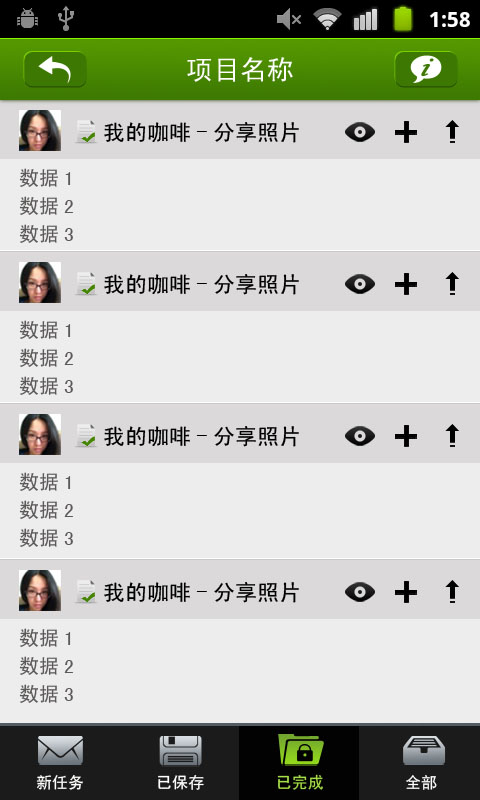 1:58
项目名称
我的咖啡 - 分享照片
数据 1
数据 2
数据 3
我的咖啡 - 分享照片
数据 1
数据 2
数据 3
我的咖啡 - 分享照片
数据 1
数据 2
数据 3
我的咖啡 - 分享照片
数据 1
数据 2
数据 3
新任务 已保存 已完成 全部